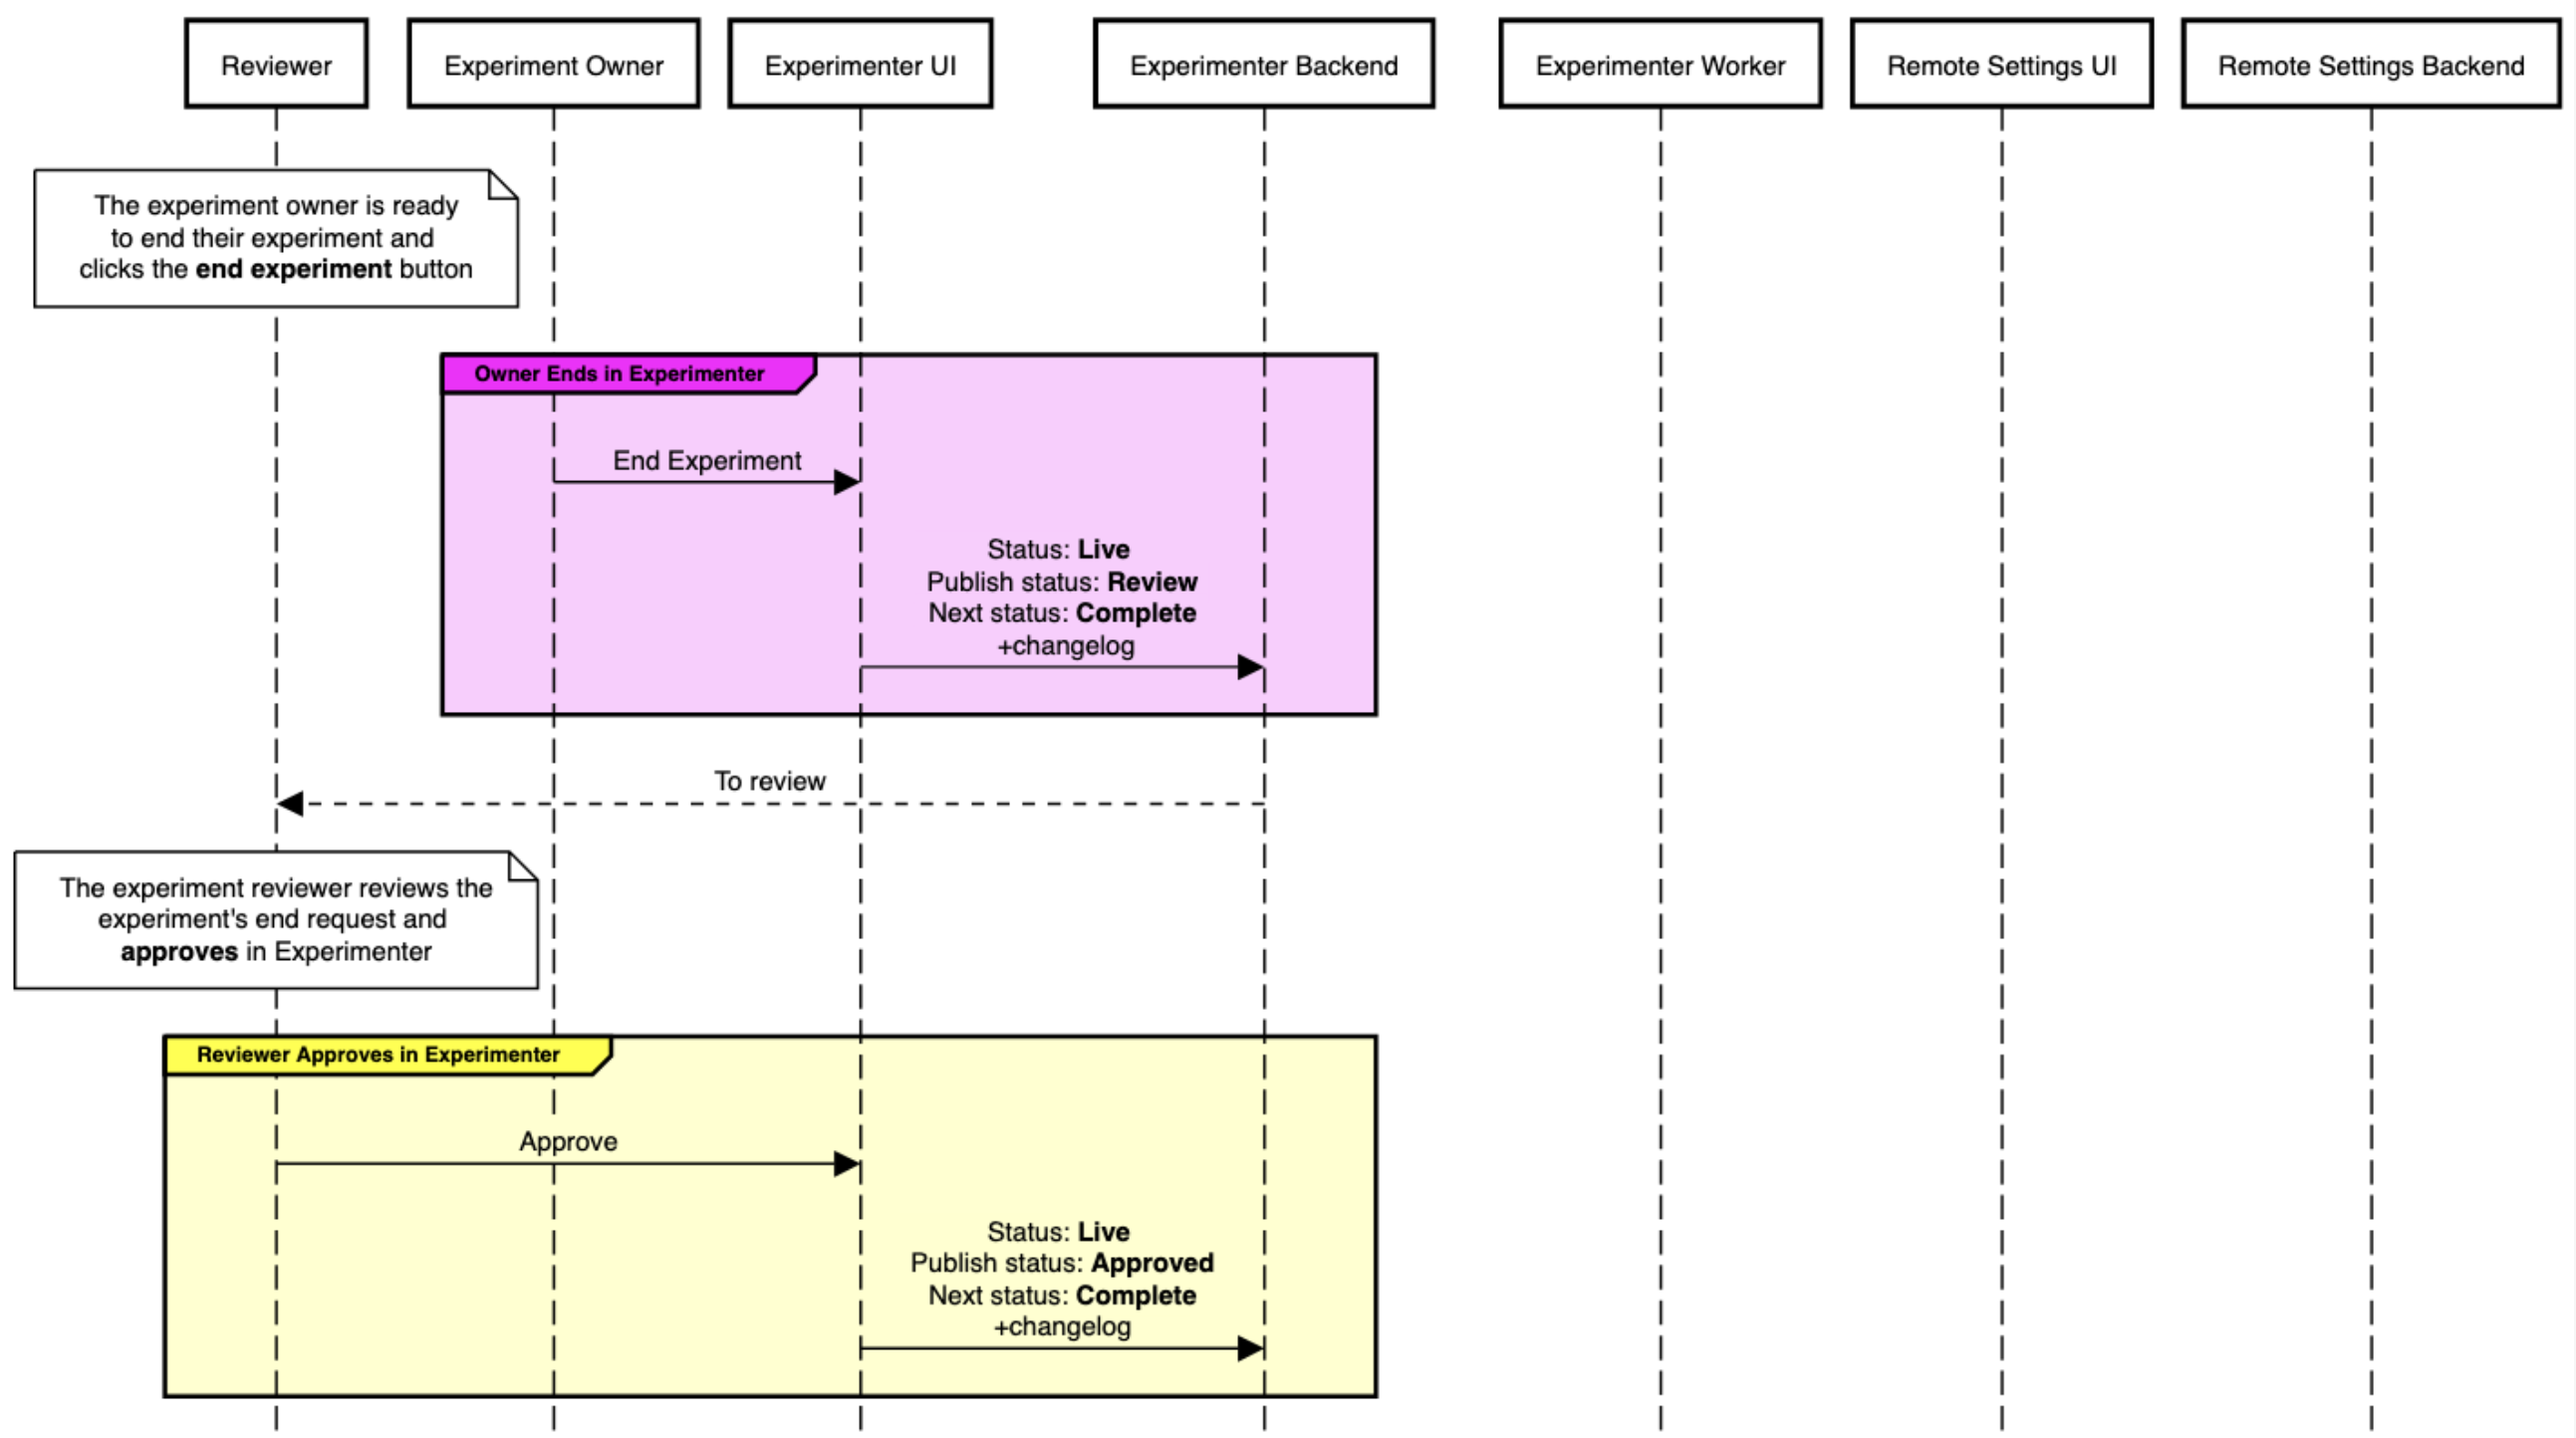 Reviewer
Experiment Owner
Experimenter UI
Experimenter Backend
Experimenter Worker
Remote Settings UI
Remote Settings Backend
The experiment owner is ready
to end their experiment and
clicks the end experiment button
Owner Ends in Experimenter
End Experiment
Status: Live
Publish status: Review
Next status: Complete
+changelog
To review
The experiment reviewer reviews the
experiment's end request and
approves in Experimenter
Reviewer Approves in Experimenter
Approve
Status: Live
Publish status: Approved
Next status: Complete
+changelog